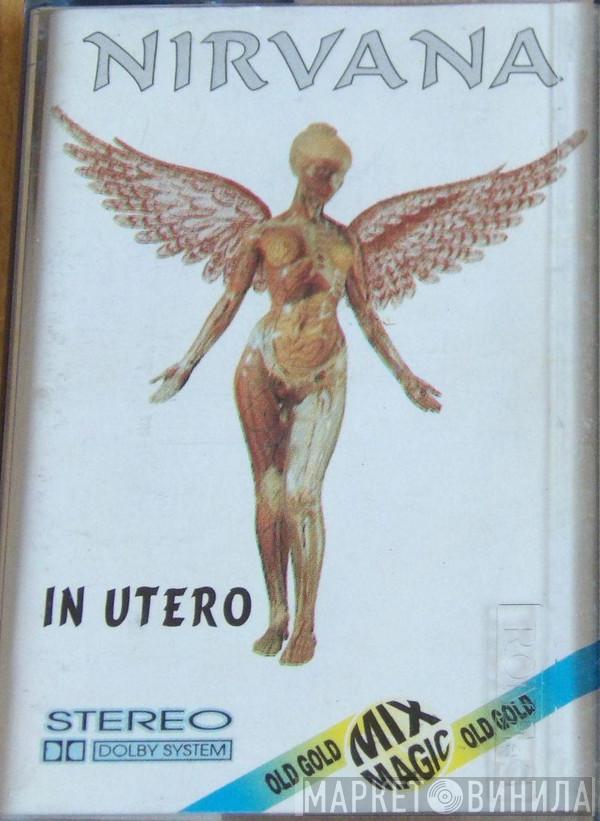 NIRVANA
IN UTERO
STEREO
DOLBY SYSTEM
OLD GOLD MIX MAGIC OLD GOLD
МАРКЕТ ВИНИЛА